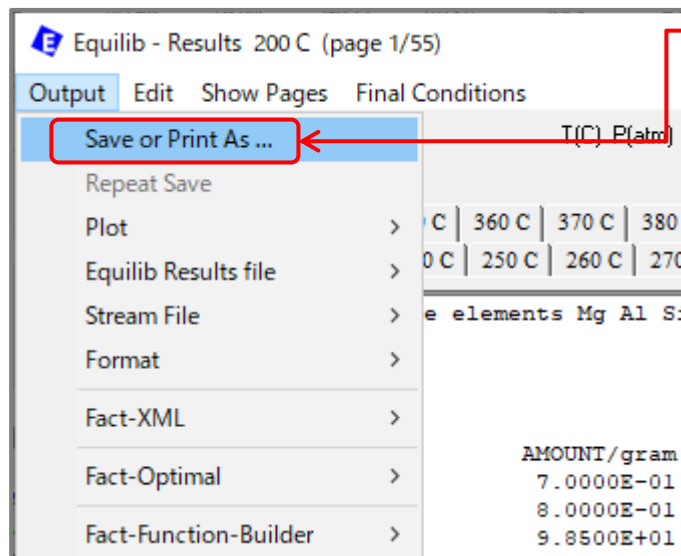 Equilib - Results 200 C (page 1/55)
Output Edit Show Pages Final Conditions
Save or Print As ...
T(C) P(atm)
Repeat Save
Plot
C 360 C 370 C 380
Equilib Results file
0 C 250 C 260 C 270
Stream File
e elements Mg Al Si
Format
Fact-XML
AMOUNT/gram
Fact-Optimal
7.0000E-01
8.0000E-01
Fact-Function-Builder
9.8500E+01